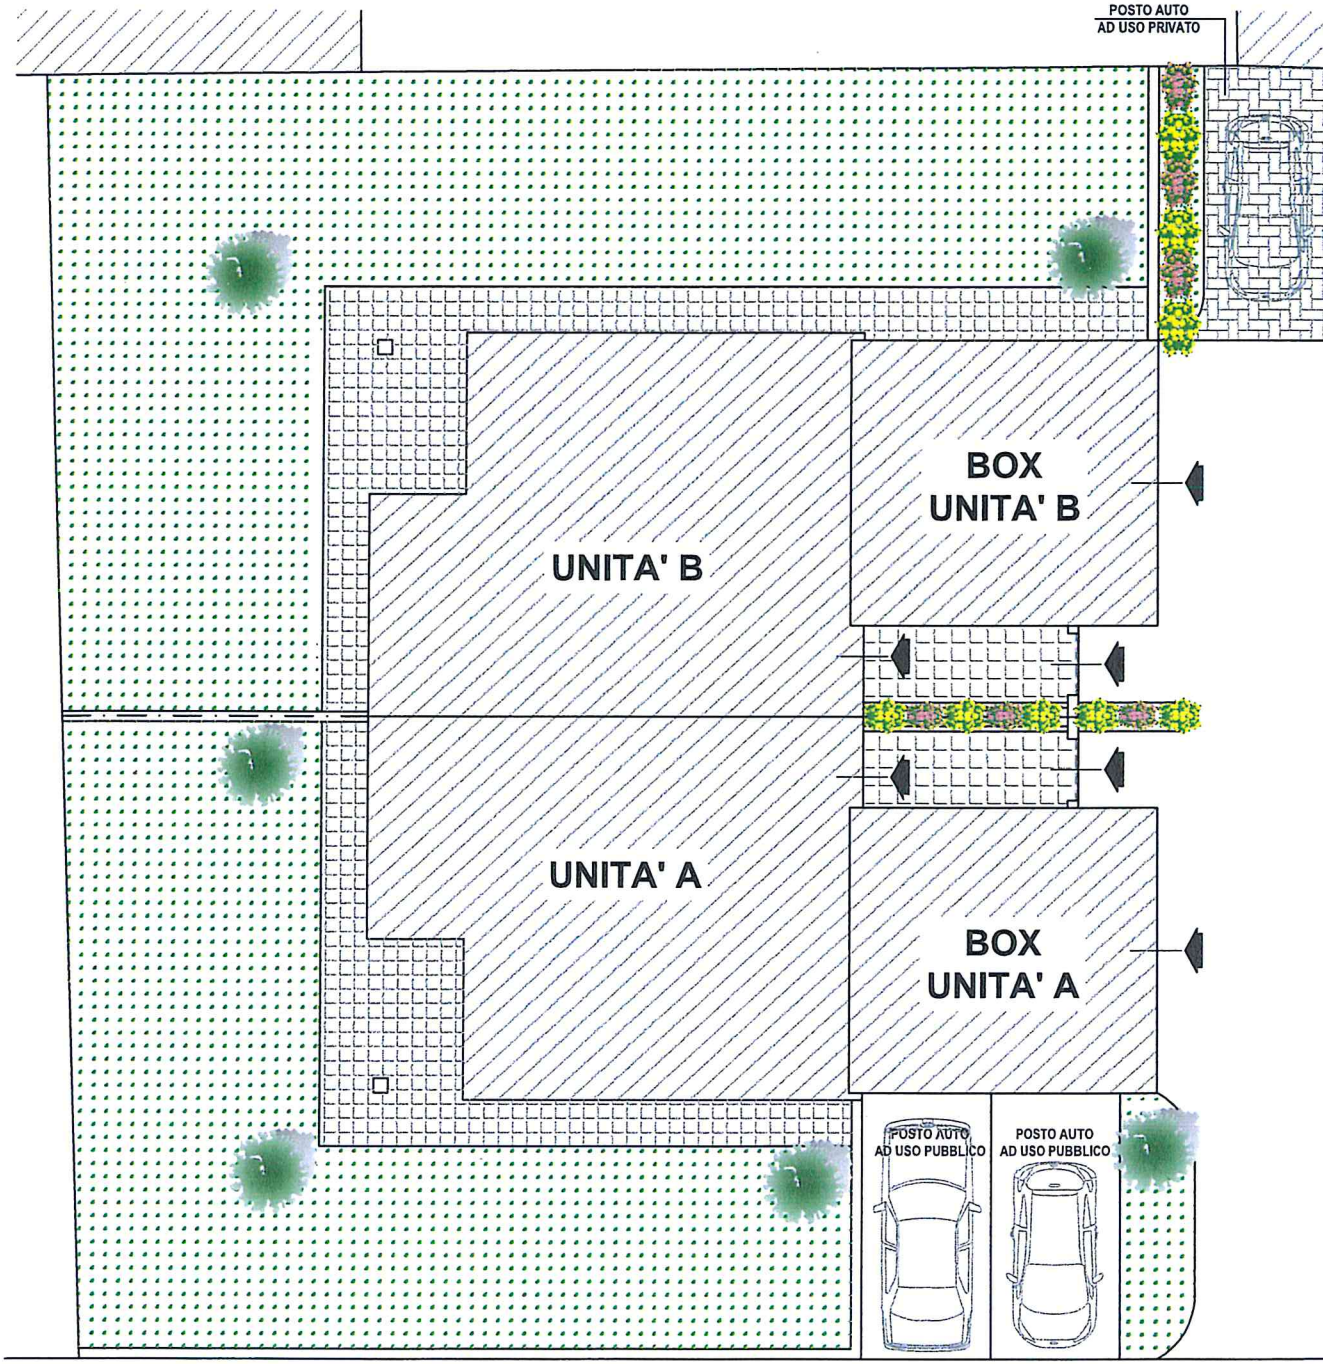 POSTO AUTO
AD USO PRIVATO
BOX
UNITA' B
UNITA' B
UNITA' A
BOX
UNITA' A
POSTO AUTO
AD USO PUBBLICO
POSTO AUTO
AD USO PUBBLICO